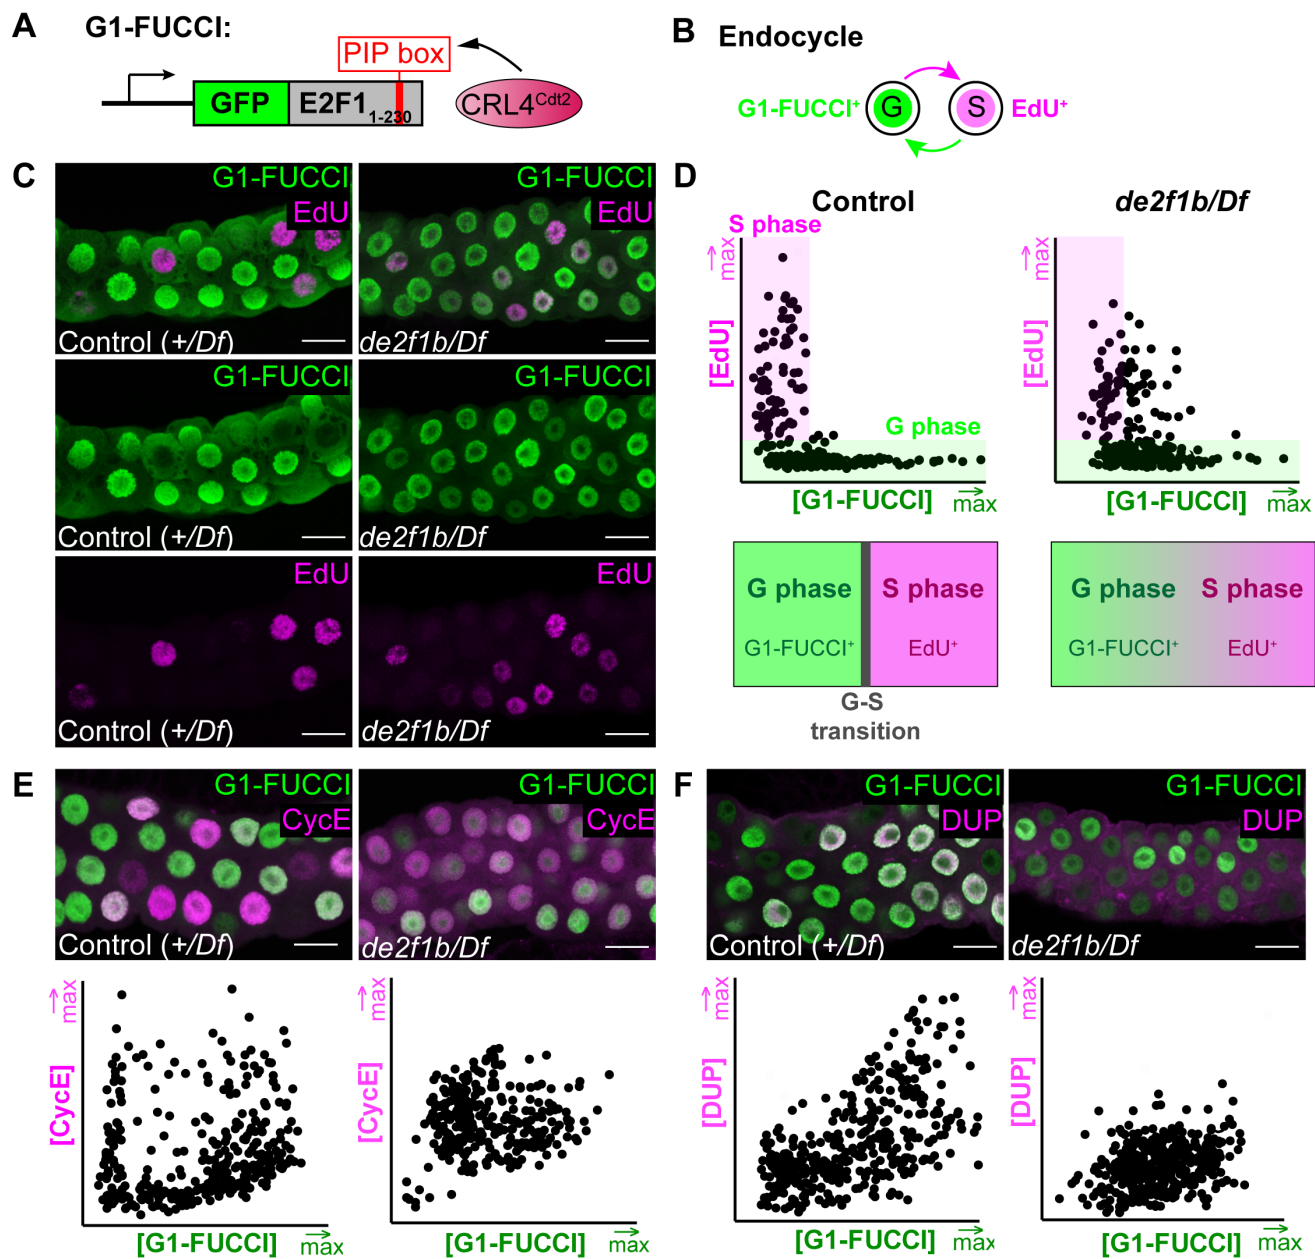 A
G1-FUCCI:
PIP box
GFP
E2F1 1-230
CRL4Cdt2
B
Endocycle
G1-FUCCI+
G
S
EdU+
C
G1-FUCCI
EdU
Control (+/Df)
G1-FUCCI
EdU
de2f1b/Df
G1-FUCCI
Control (+/Df)
G1-FUCCI
de2f1b/Df
EdU
Control (+/Df)
EdU
de2f1b/Df
D
Control
S phase
max
[EdU]
G phase
[G1-FUCCI]
max
de2f1b/Df
max
[EdU]
[G1-FUCCI]
max
G phase
S phase
G1-FUCCI+
EdU+
G-S
transition
G phase
S phase
G1-FUCCI+
EdU+
E
G1-FUCCI
CycE
Control (+/Df)
G1-FUCCI
CycE
de2f1b/Df
max
[CycE]
[G1-FUCCI]
max
max
[CycE]
[G1-FUCCI]
max
F
G1-FUCCI
DUP
Control (+/Df)
G1-FUCCI
DUP
de2f1b/Df
max
[DUP]
[G1-FUCCI]
max
max
[DUP]
[G1-FUCCI]
max